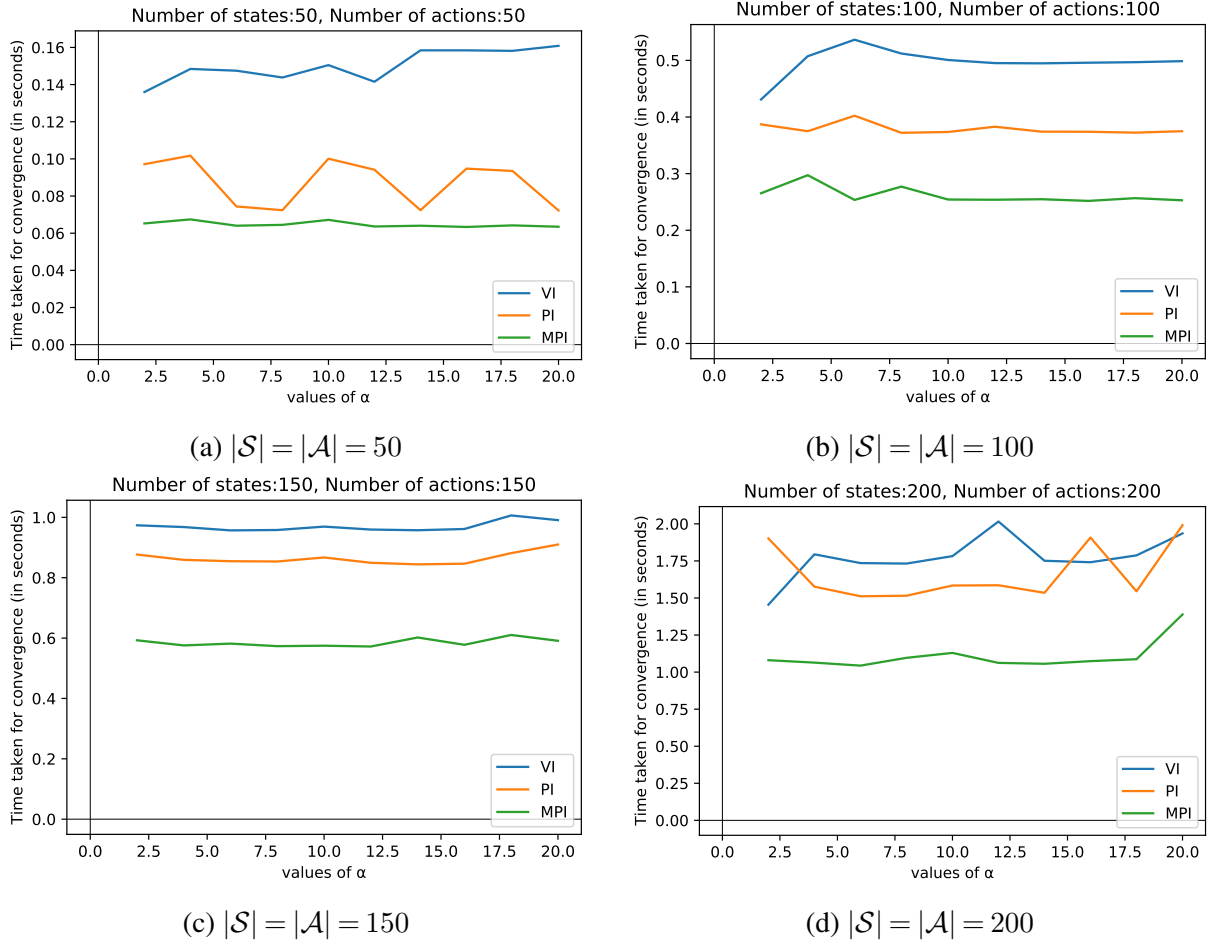 Number of states:50, Number of actions:50
Time taken for convergence (in seconds)
0.16
0.14
0.12
0.10
0.08
0.06
0.04
0.02
0.00
VI
PI
MPI
0.0 2.5 5.0 7.5 10.0 12.5 15.0 17.5 20.0
values of α
(a) |𝒮| = |𝒜| = 50
Number of states:100, Number of actions:100
Time taken for convergence (in seconds)
0.5
0.4
0.3
0.2
0.1
0.0
VI
PI
MPI
0.0 2.5 5.0 7.5 10.0 12.5 15.0 17.5 20.0
values of α
(b) |𝒮| = |𝒜| = 100
Number of states:150, Number of actions:150
Time taken for convergence (in seconds)
1.0
0.8
0.6
0.4
0.2
0.0
VI
PI
MPI
0.0 2.5 5.0 7.5 10.0 12.5 15.0 17.5 20.0
values of α
(c) |𝒮| = |𝒜| = 150
Number of states:200, Number of actions:200
Time taken for convergence (in seconds)
2.00
1.75
1.50
1.25
1.00
0.75
0.50
0.25
0.00
VI
PI
MPI
0.0 2.5 5.0 7.5 10.0 12.5 15.0 17.5 20.0
values of α
(d) |𝒮| = |𝒜| = 200